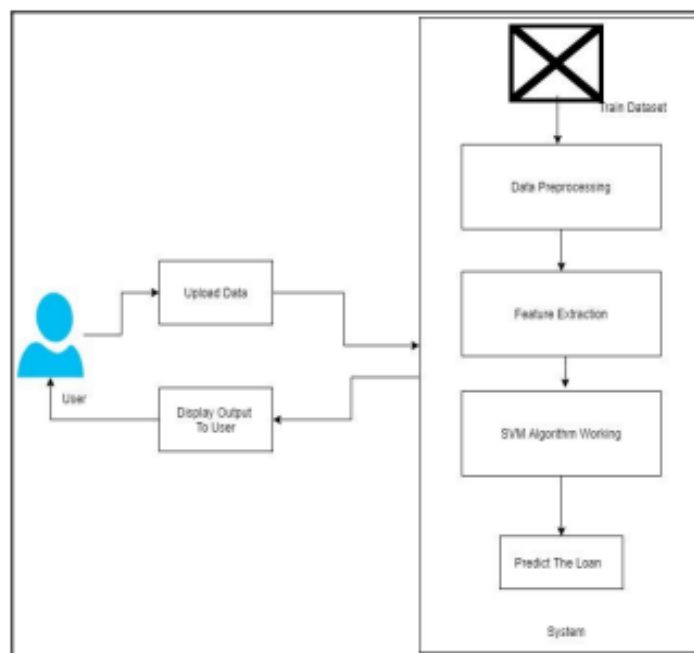 Train Dataset
Data Preprocessing
Upload Data
Feature Extraction
User
Display Output
To User
SVM Algorithm Working
Predict The Loan
System